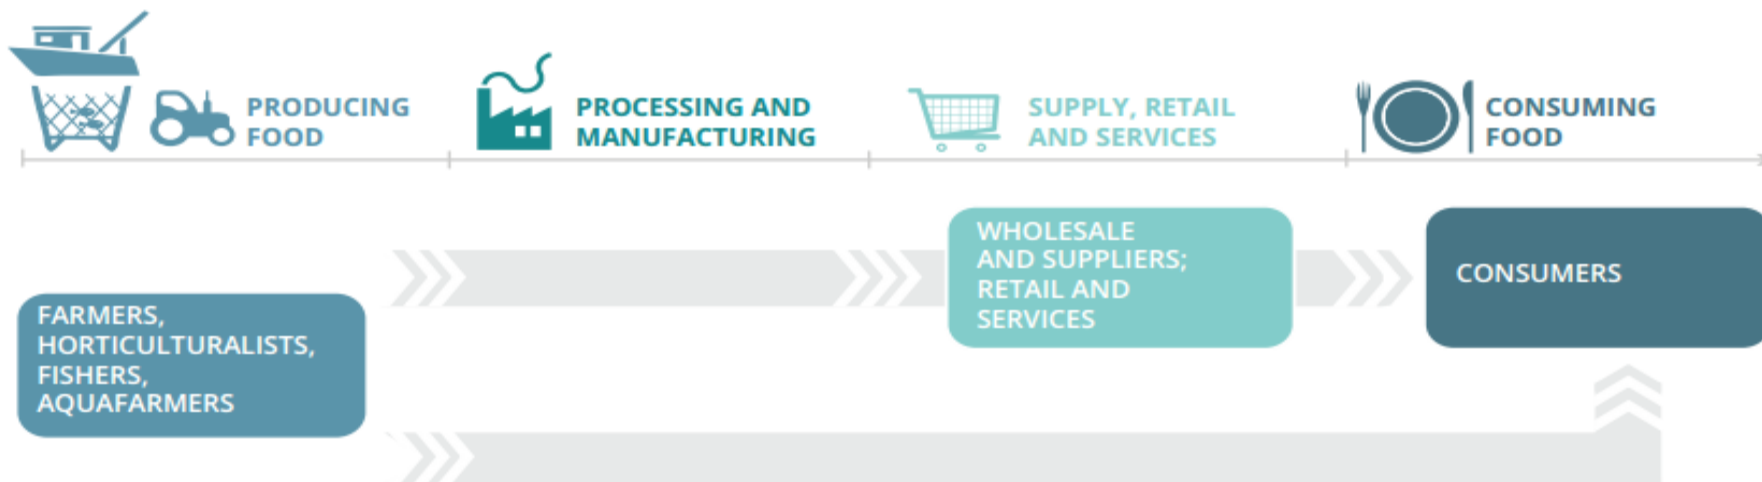 PRODUCING
FOOD
PROCESSING AND
MANUFACTURING
SUPPLY, RETAIL
AND SERVICES
CONSUMING
FOOD
FARMERS,
HORTICULTURALISTS,
FISHERS,
AQUAFARMERS
WHOLESALE
AND SUPPLIERS;
RETAIL AND
SERVICES
CONSUMERS